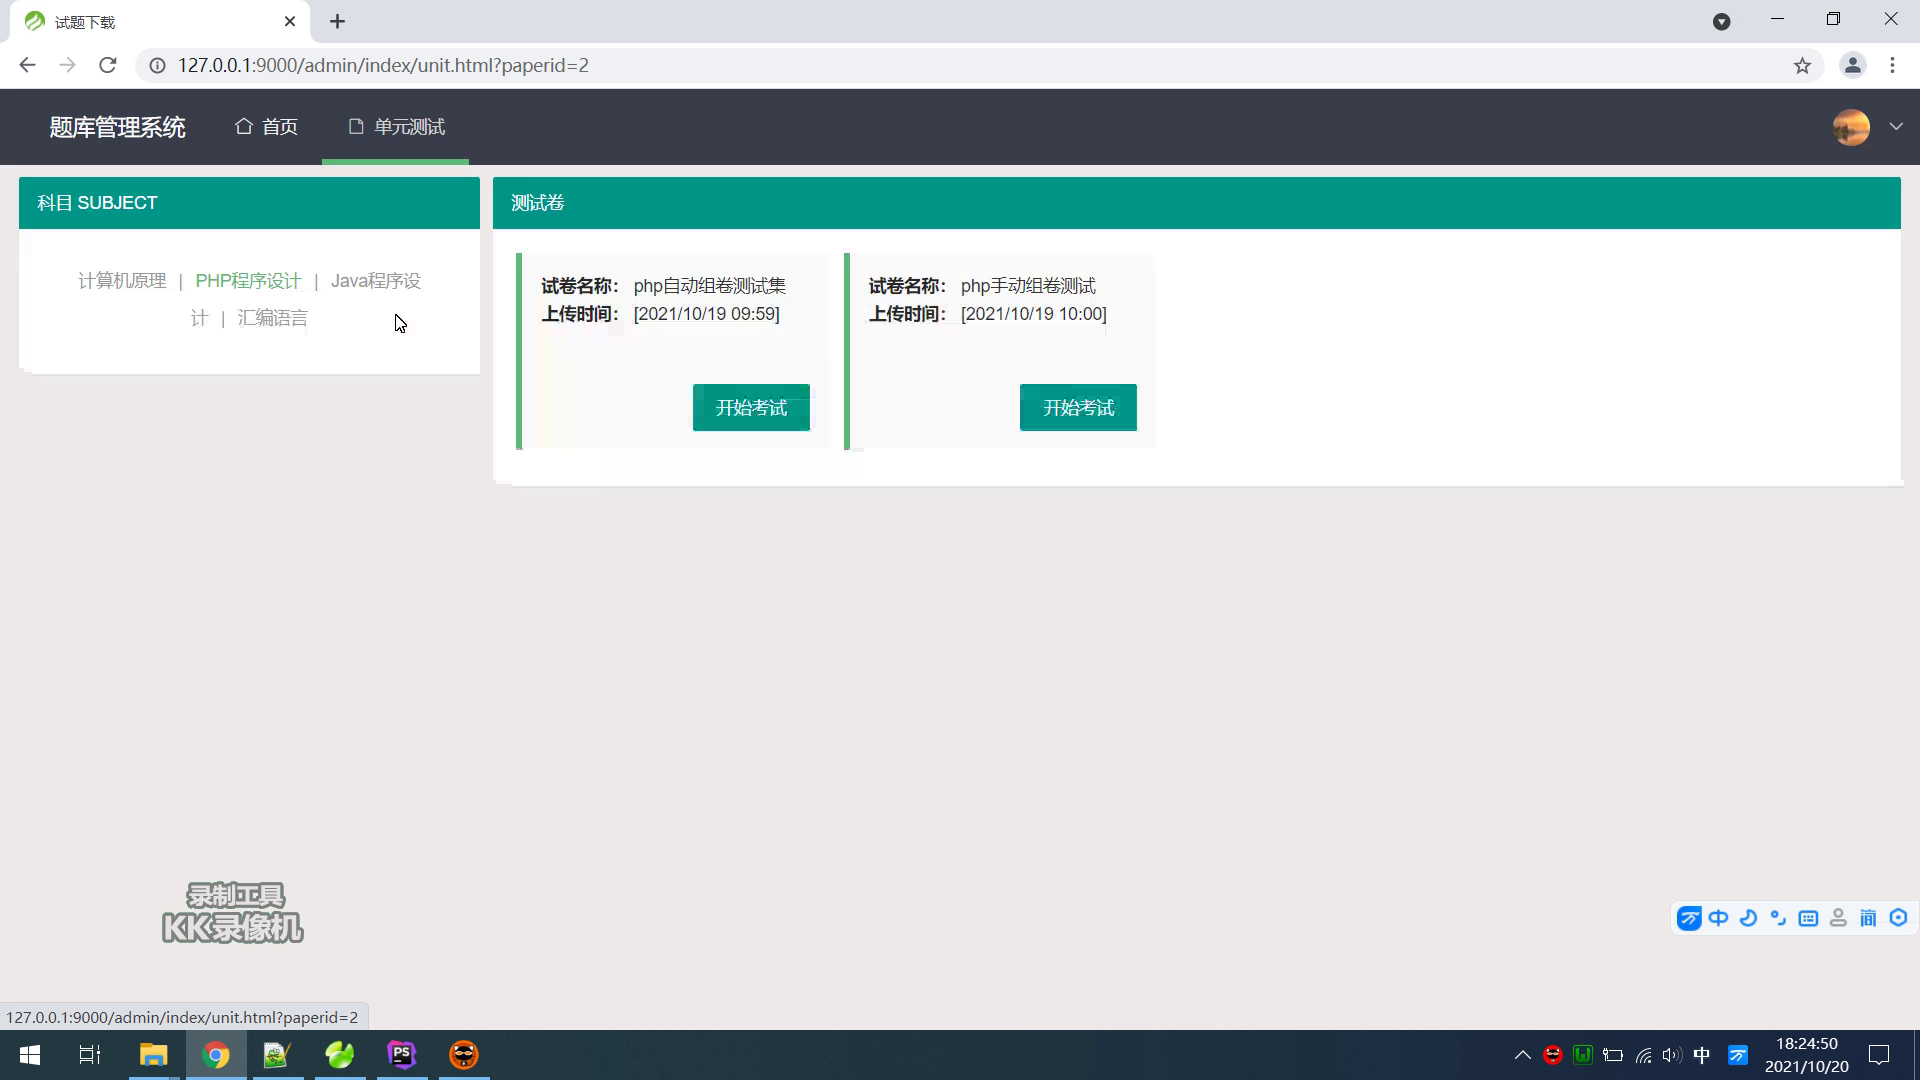 试题下载
127.0.0.1:9000/admin/index/unit.html?paperid=2
题库管理系统 首页 单元测试
科目 SUBJECT
计算机原理 | PHP程序设计 | Java程序设
计 | 汇编语言
测试卷
试卷名称: php自动组卷测试集
上传时间: [2021/10/19 09:59]
开始考试
试卷名称: php手动组卷测试
上传时间: [2021/10/19 10:00]
开始考试
录制工具
KK录像机
中 简
127.0.0.1:9000/admin/index/unit.html?paperid=2
PS
中
18:24:50
2021/10/20